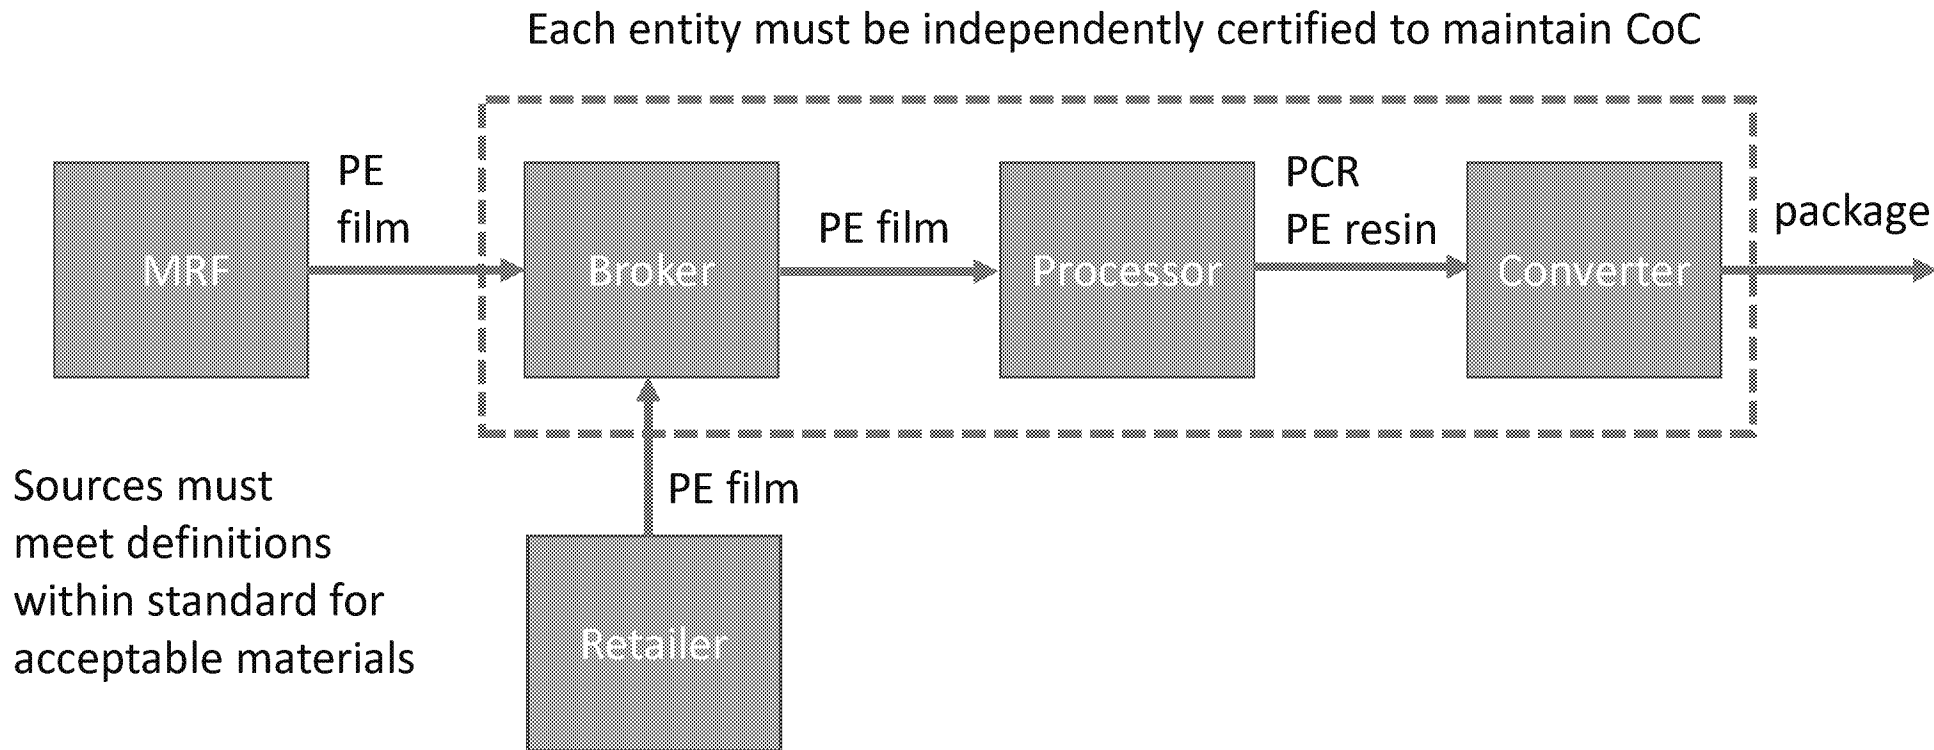 Each entity must be independently certified to maintain CoC
PE
film
PCR
PE resin
PE film
package
MRF
Broker
Processor
Converter
Sources must
meet definitions
within standard for
acceptable materials
PE film
Retailer